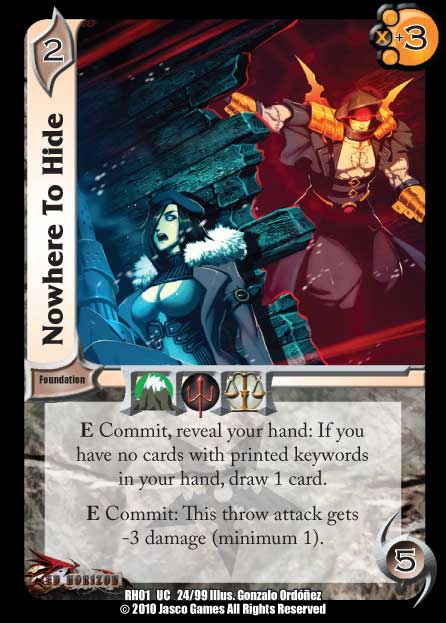 2
X +3
Nowhere To Hide
Foundation
E Commit, reveal your hand: If you
have no cards with printed keywords
in your hand, draw 1 card.
E Commit: This throw attack gets
-3 damage (minimum 1).
5
RED HORIZON
RH01 UC 24/99 Illus. Gonzalo Ordóñez
© 2010 Jasco Games All Rights Reserved